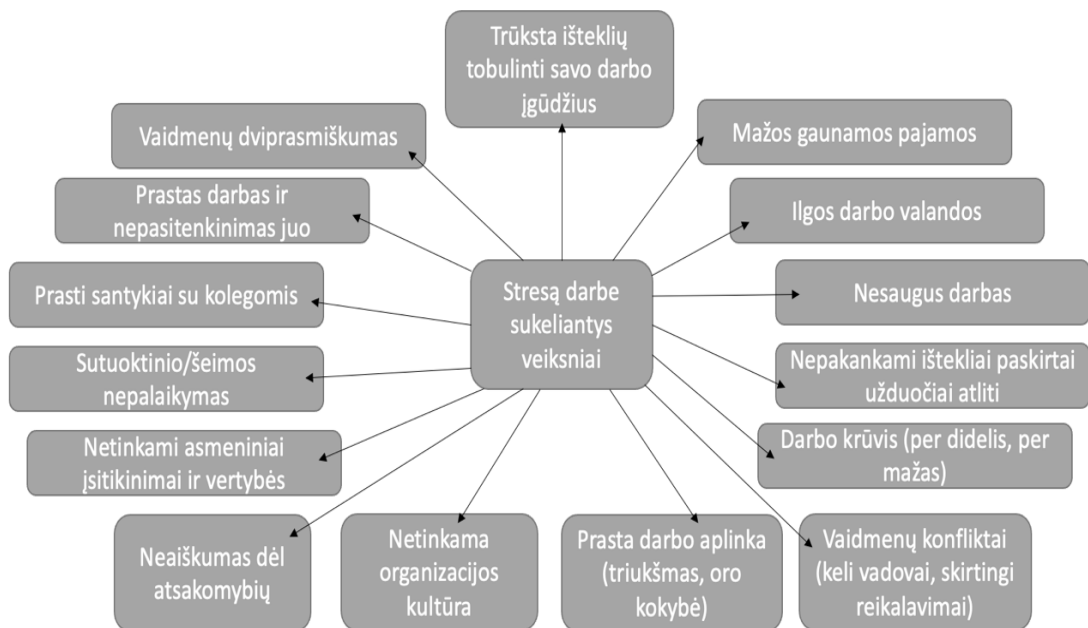 Trūksta išteklių
tobulinti savo darbo
įgūdžius
Vaidmenų dviprasmiškumas
Mažos gaunamos pajamos
Prastas darbas ir
nepasitenkinimas juo
Ilgos darbo valandos
Prasti santykiai su kolegomis
Stresą darbe
sukeliantys
veiksniai
Nesaugus darbas
Sutuoktinio/šeimos
nepalaikymas
Nepakankami ištekliai paskirtai
užduočiai atliti
Netinkami asmeniniai
įsitikinimai ir vertybės
Darbo krūvis (per didelis, per
mažas)
Neaiškumas dėl
atsakomybių
Netinkama
organizacijos
kultūra
Prasta darbo aplinka
(triukšmas, oro
kokybė)
Vaidmenų konfliktai
(keli vadovai, skirtingi
reikalavimai)